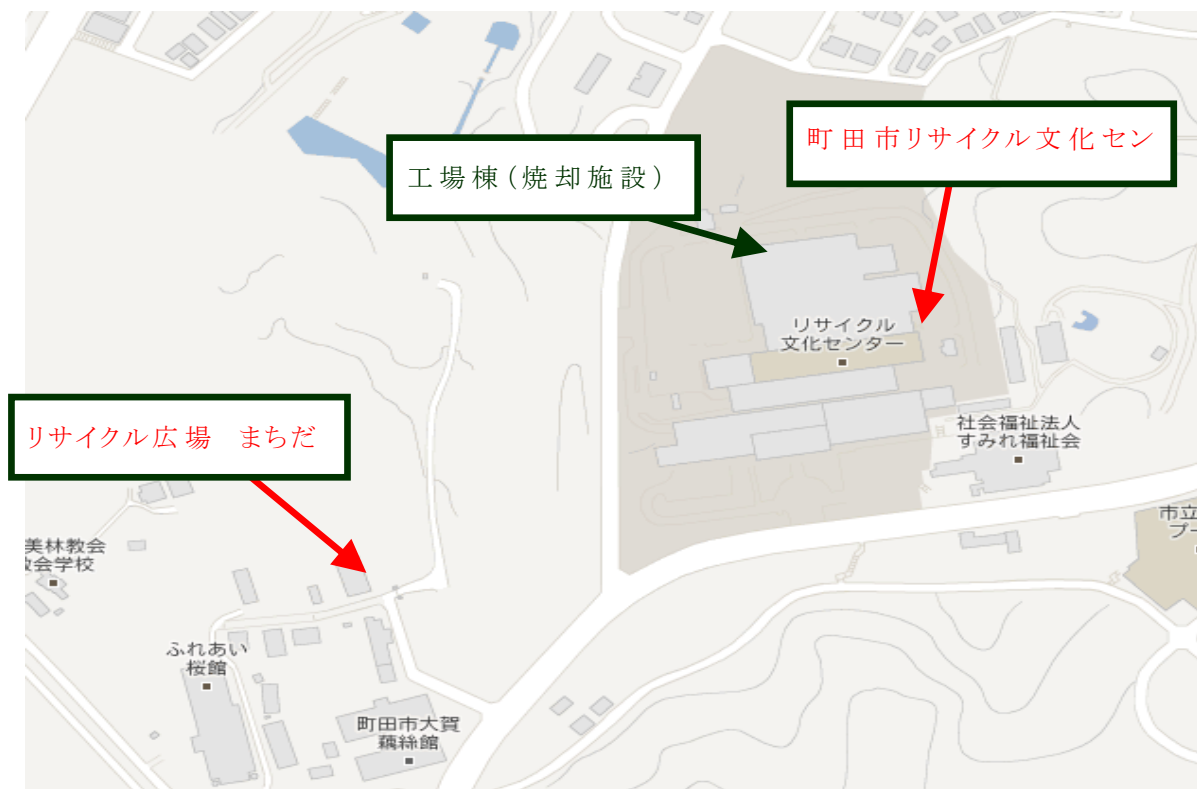 町田市リサイクル文化セン
工場棟(焼却施設)
リサイクル
文化センター
リサイクル広場　まちだ
社会福祉法人
すみれ福祉会
市立
プー
美林教会
教会学校
ふれあい
桜館
町田市大賀
藕絲館